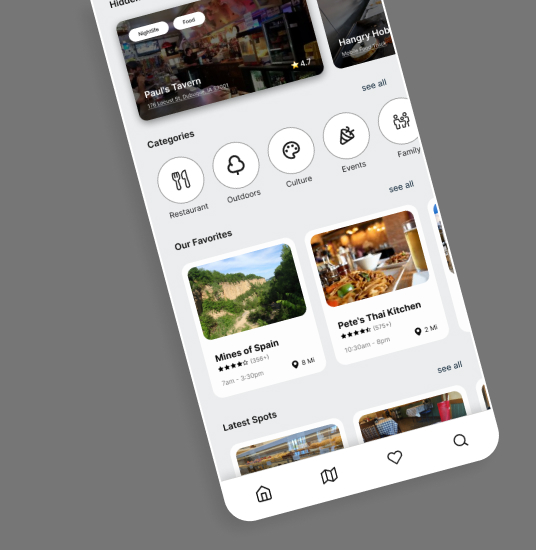 Hidden
Nightlife
Food
Paul's Tavern
176 Locust St, Dubuque, IA 52001
4.7
Hangry Hob
see all
Categories
Restaurant
Outdoors
Culture
Events
Family
see all
Our Favorites
Mines of Spain
(356+)
7am - 3:30pm
8 Mi
Pete's Thai Kitchen
(575+)
10:30am - 8pm
2 Mi
see all
Latest Spots